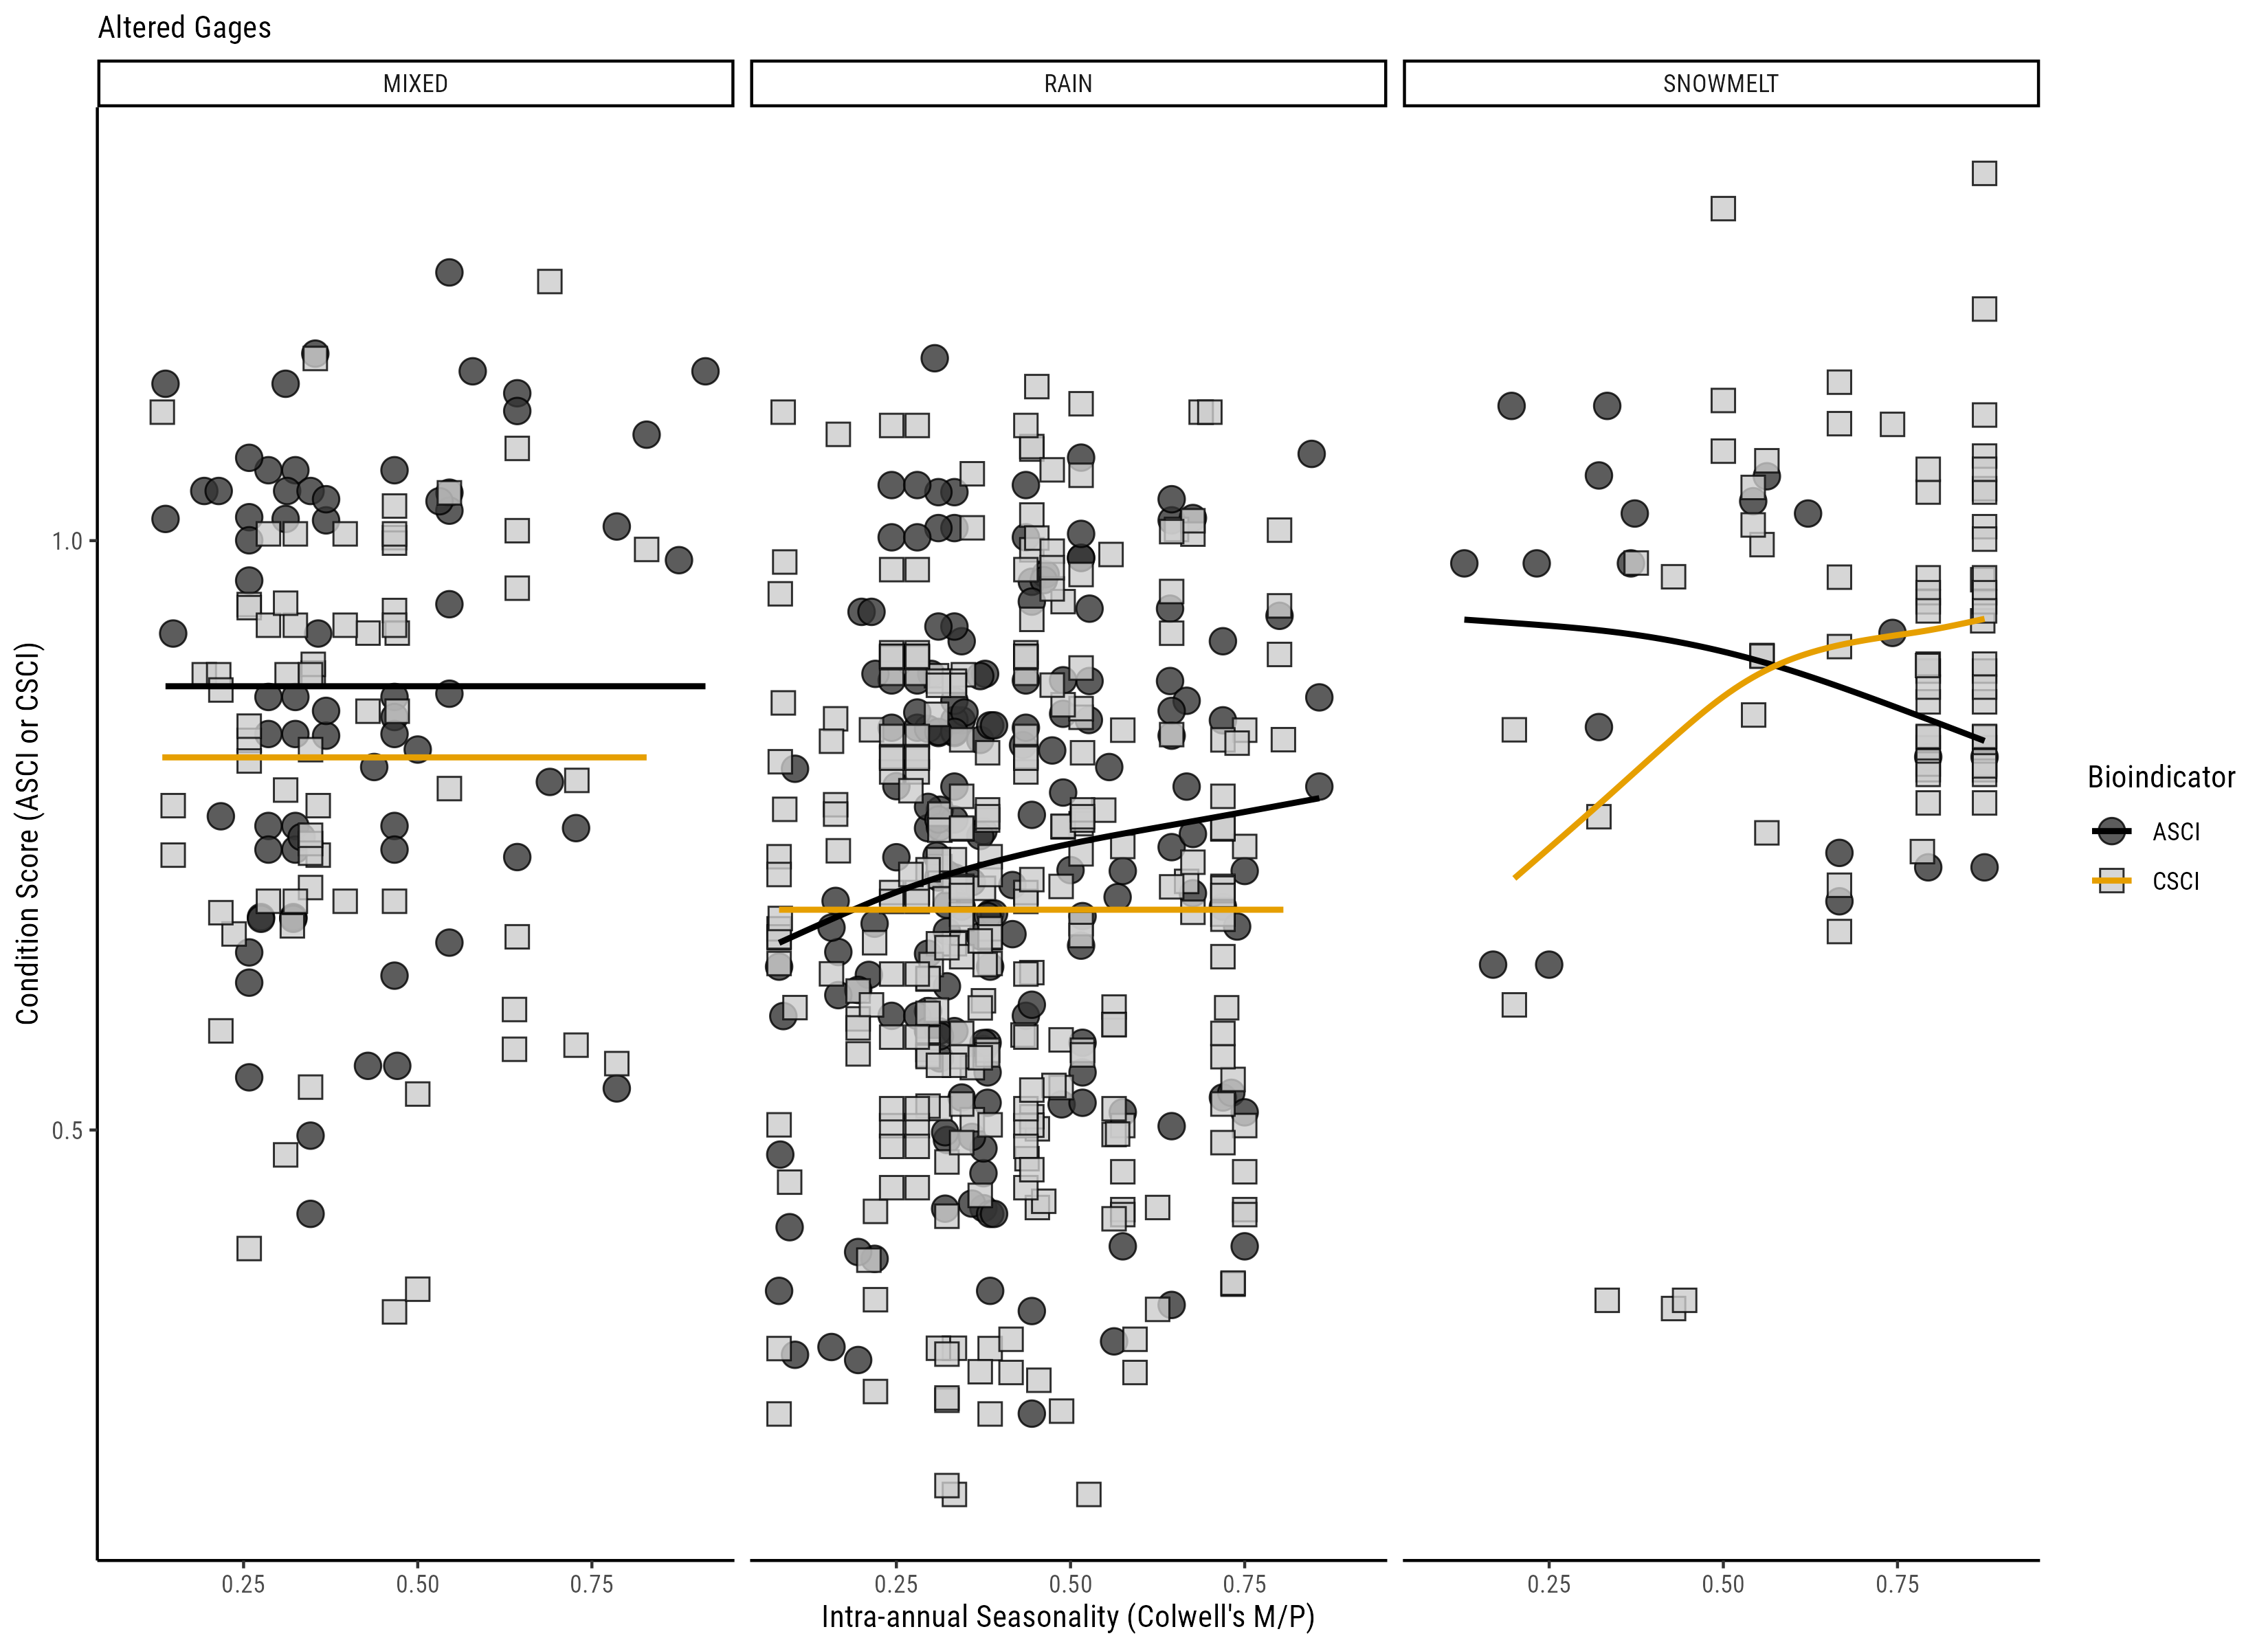 Altered Gages
MIXED
RAIN
SNOWMELT
1.0
0.5
Condition Score (ASCI or CSCI)
0.25
0.50
0.75
0.25
0.50
0.75
0.25
0.50
0.75
Intra-annual Seasonality (Colwell's M/P)
Bioindicator
ASCI
CSCI